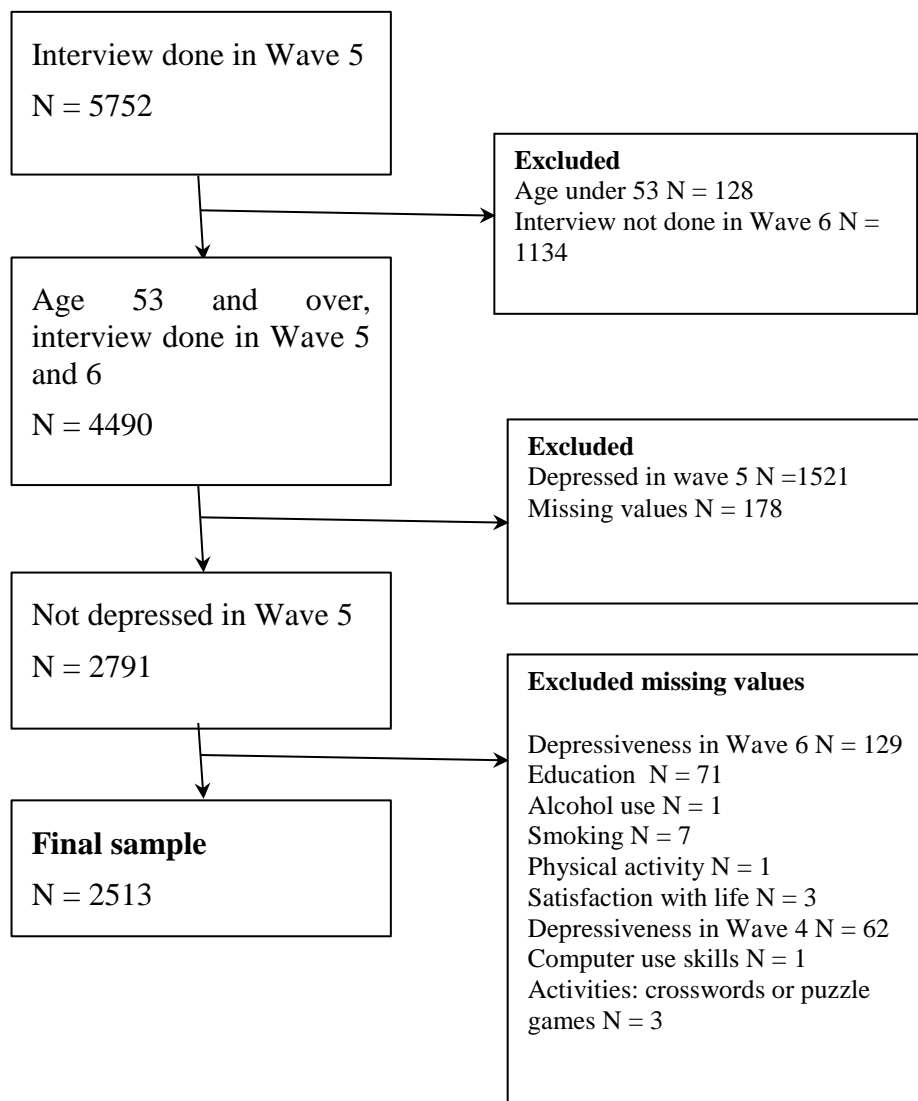 Interview done in Wave 5
N = 5752
Excluded
Age under 53 N = 128
Interview not done in Wave 6 N =
1134
Age 53 and over,
interview done in Wave 5
and 6
N = 4490
Excluded
Depressed in wave 5 N =1521
Missing values N = 178
Not depressed in Wave 5
N = 2791
Excluded missing values
Depressiveness in Wave 6 N = 129
Education N = 71
Alcohol use N = 1
Smoking N = 7
Physical activity N = 1
Satisfaction with life N = 3
Depressiveness in Wave 4 N = 62
Computer use skills N = 1
Activities: crosswords or puzzle
games N = 3
Final sample
N = 2513